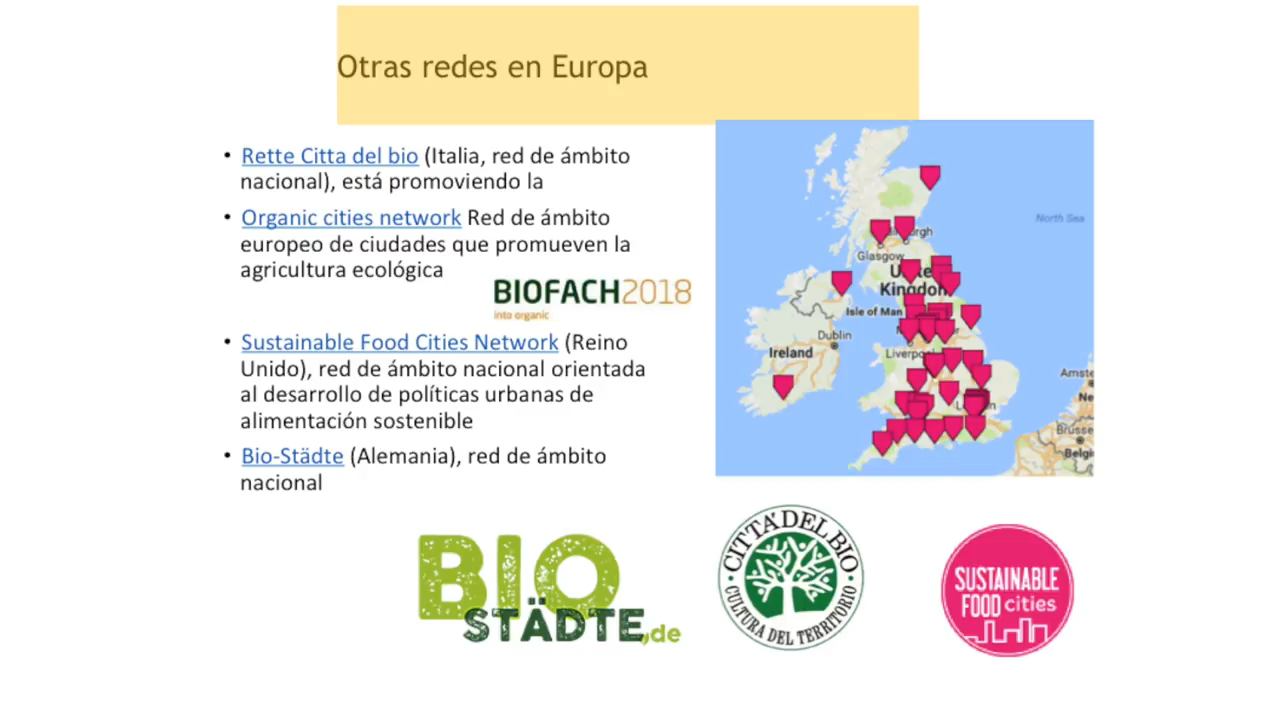 Otras redes en Europa
• Rette Citta del bio (Italia, red de ámbito
nacional), está promoviendo la
• Organic cities network Red de ámbito
europeo de ciudades que promueven la
agricultura ecológica
BIOFACH2018
into organic
• Sustainable Food Cities Network (Reino
Unido), red de ámbito nacional orientada
al desarrollo de políticas urbanas de
alimentación sostenible
• Bio-Städte (Alemania), red de ámbito
nacional
North Sea
Glasgow
United
Kingdom
Isle of Man
Dublin
Ireland
Liverpool
Belgi
BIO
STÄDTE.de
CITTÀ DEL BIO
CULTURA DEL TERRITORIO
SUSTAINABLE
FOOD cities